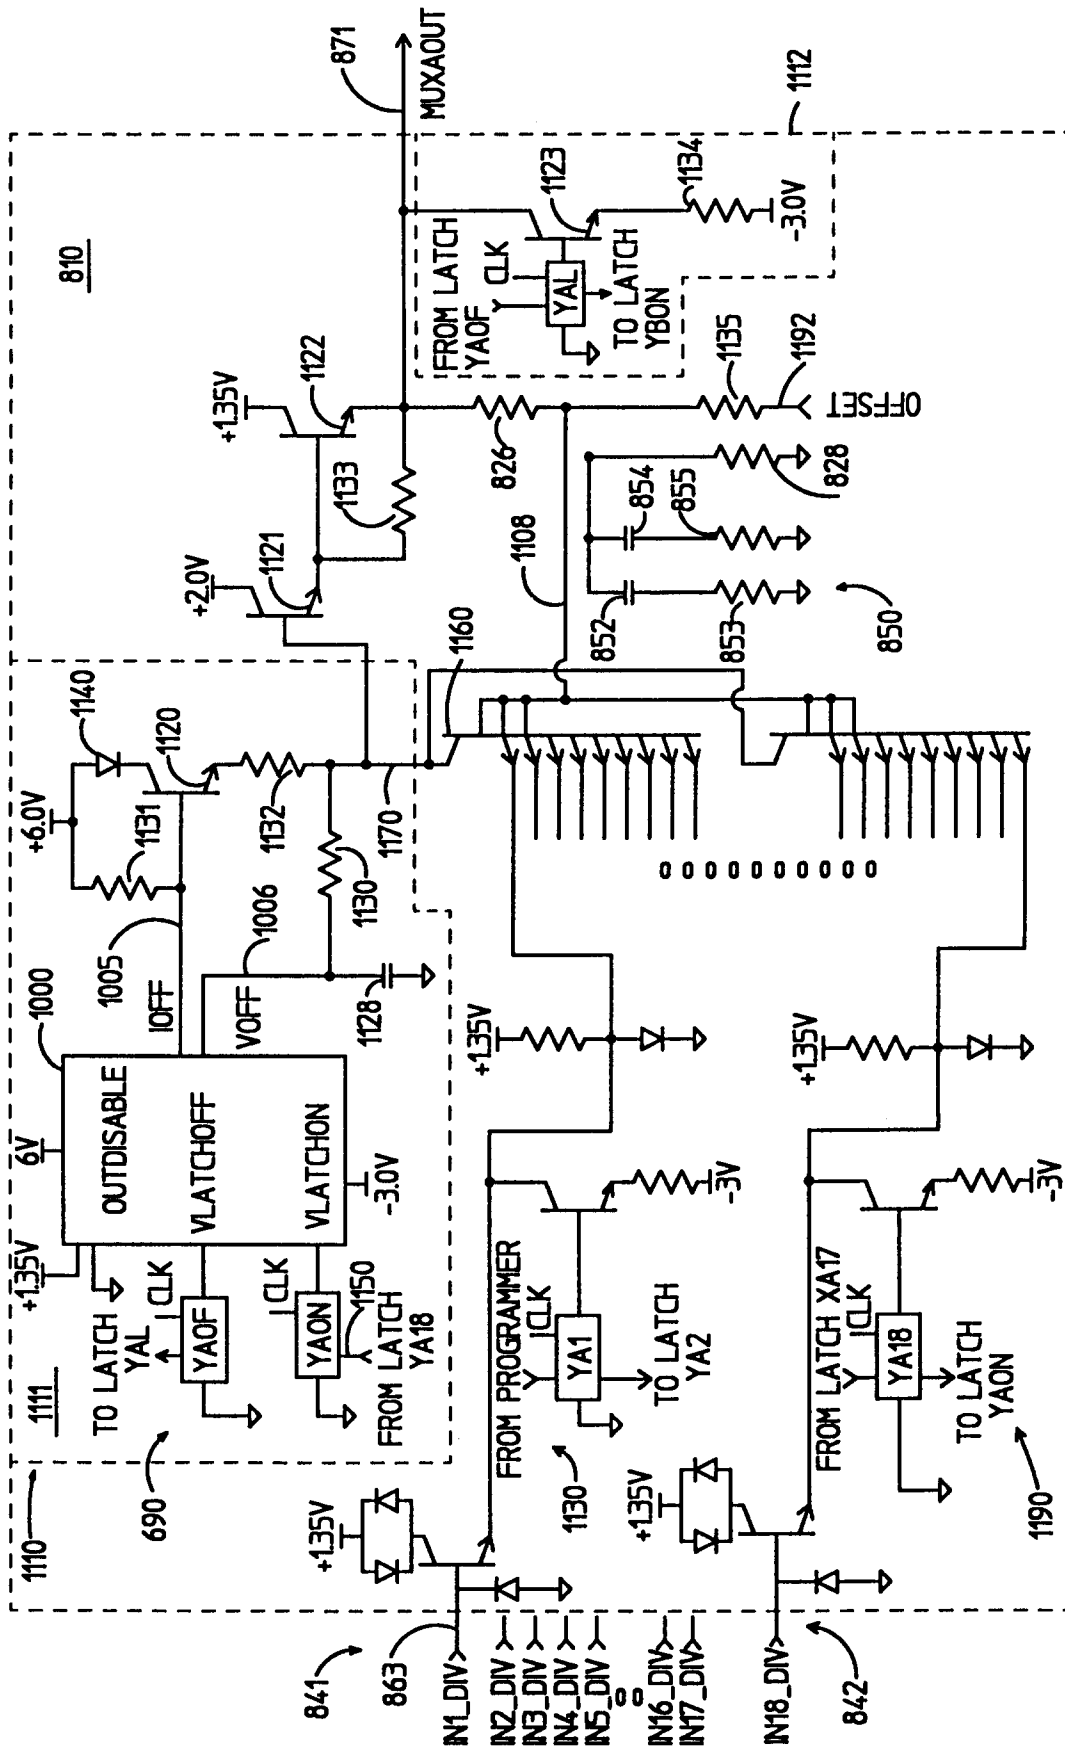 810
871
MUXAOUT
1112
+1.35V
1122
+2.0V
1121
1133
FROM LATCH
YAOF
CLK
YAL
TO LATCH
YBON
1123
1134
-3.0V
826
1135
1192
OFFSET
1108
854
855
828
852
853
850
1160
1140
+6.0V
1120
1131
1132
1130
1170
1005
IOFF
1006
VOFF
1128
1000
6V
OUTDISABLE
VLATCHOFF
VLATCHON
-3.0V
+1.35V
1111
TO LATCH
YAL
CLK
YAOF
CLK
YAON
1150
FROM LATCH
YA18
690
1110
+1.35V
-3V
FROM PROGRAMMER
CLK
YA1
TO LATCH
YA2
1130
+1.35V
+1.35V
-3V
FROM LATCH XA17
CLK
YA18
TO LATCH
YAON
1190
+1.35V
841
863
IN1_DIV
IN2_DIV
IN3_DIV
IN4_DIV
IN5_DIV
IN16_DIV
IN17_DIV
IN18_DIV
842